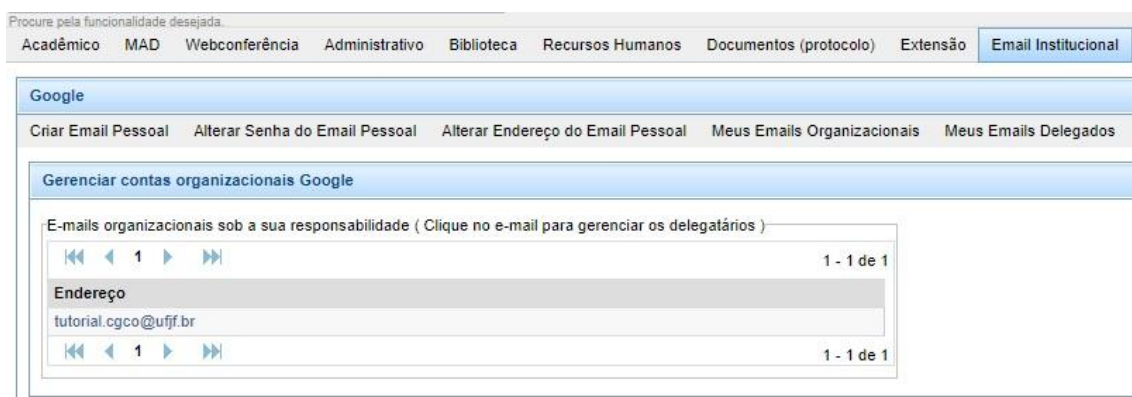 Procure pela funcionalidade desejada.
Acadêmico MAD Webconferência Administrativo Biblioteca Recursos Humanos Documentos (protocolo) Extensão Email Institucional
Google
Criar Email Pessoal Alterar Senha do Email Pessoal Alterar Endereço do Email Pessoal Meus Emails Organizacionais Meus Emails Delegados
Gerenciar contas organizacionais Google
E-mails organizacionais sob a sua responsabilidade ( Clique no e-mail para gerenciar os delegatários )
1 1 - 1 de 1
Endereço
tutorial.cgco@ufjf.br
1 1 - 1 de 1